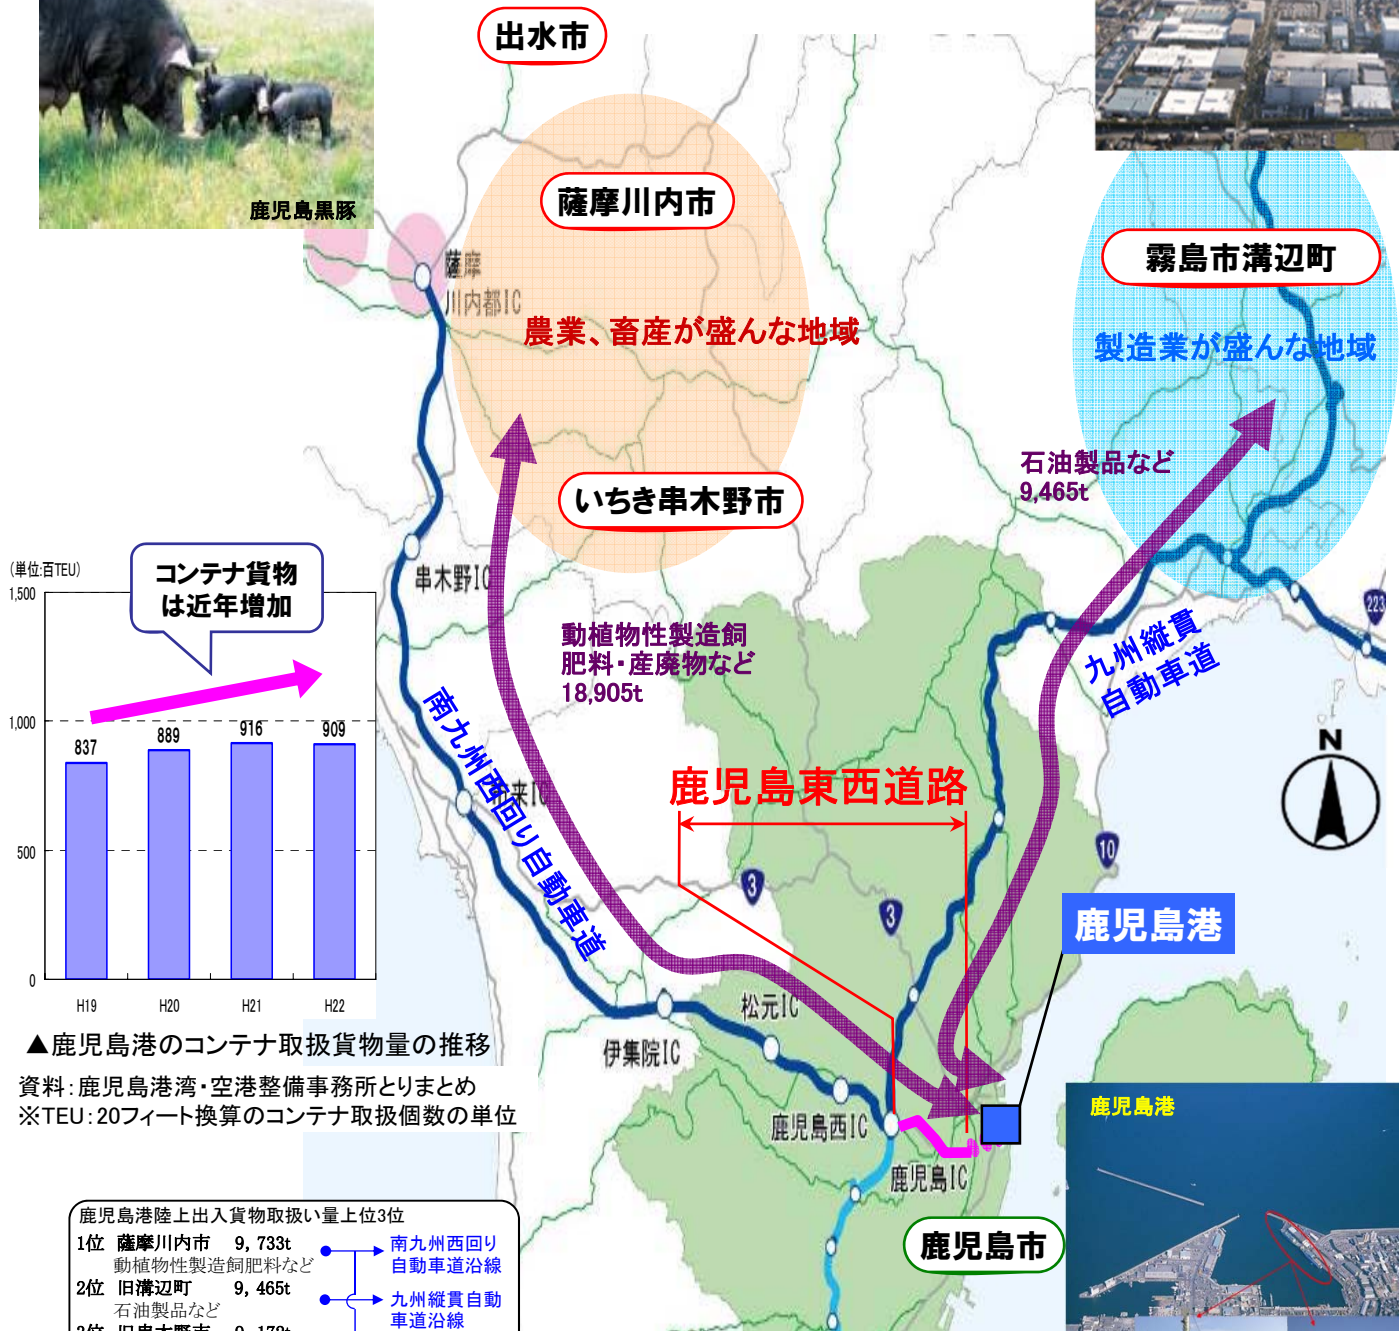 出水市
鹿児島黒豚
薩摩川内市
霧島市溝辺町
薩摩
川内都IC
農業、畜産が盛んな地域
製造業が盛んな地域
石油製品など
9,465t
いちき串木野市
串木野IC
(単位:百TEU)
コンテナ貨物
は近年増加
1,500
1,000
500
0
837
889
916
909
H19
H20
H21
H22
▲鹿児島港のコンテナ取扱貨物量の推移
資料:鹿児島港湾・空港整備事務所とりまとめ
※TEU:20フィート換算のコンテナ取扱個数の単位
動植物性製造飼
肥料・産廃物など
18,905t
223
九州縦貫
自動車道
南九州西回り自動車道
鹿児島東西道路
N
10
3
3
鹿児島港
松元IC
伊集院IC
鹿児島西IC
鹿児島IC
鹿児島市
鹿児島港
鹿児島港陸上出入貨物取扱い量上位3位
1位 薩摩川内市 9,733t
動植物性製造飼肥料など
南九州西回り
自動車道沿線
2位 旧溝辺町 9,465t
石油製品など
九州縦貫自動
車道沿線